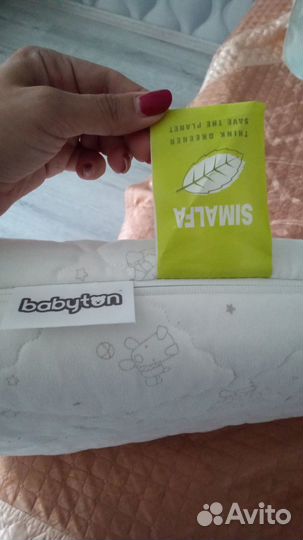 THINK GREENER
SAVE THE PLANET
SIMALFA
babyton
Avito